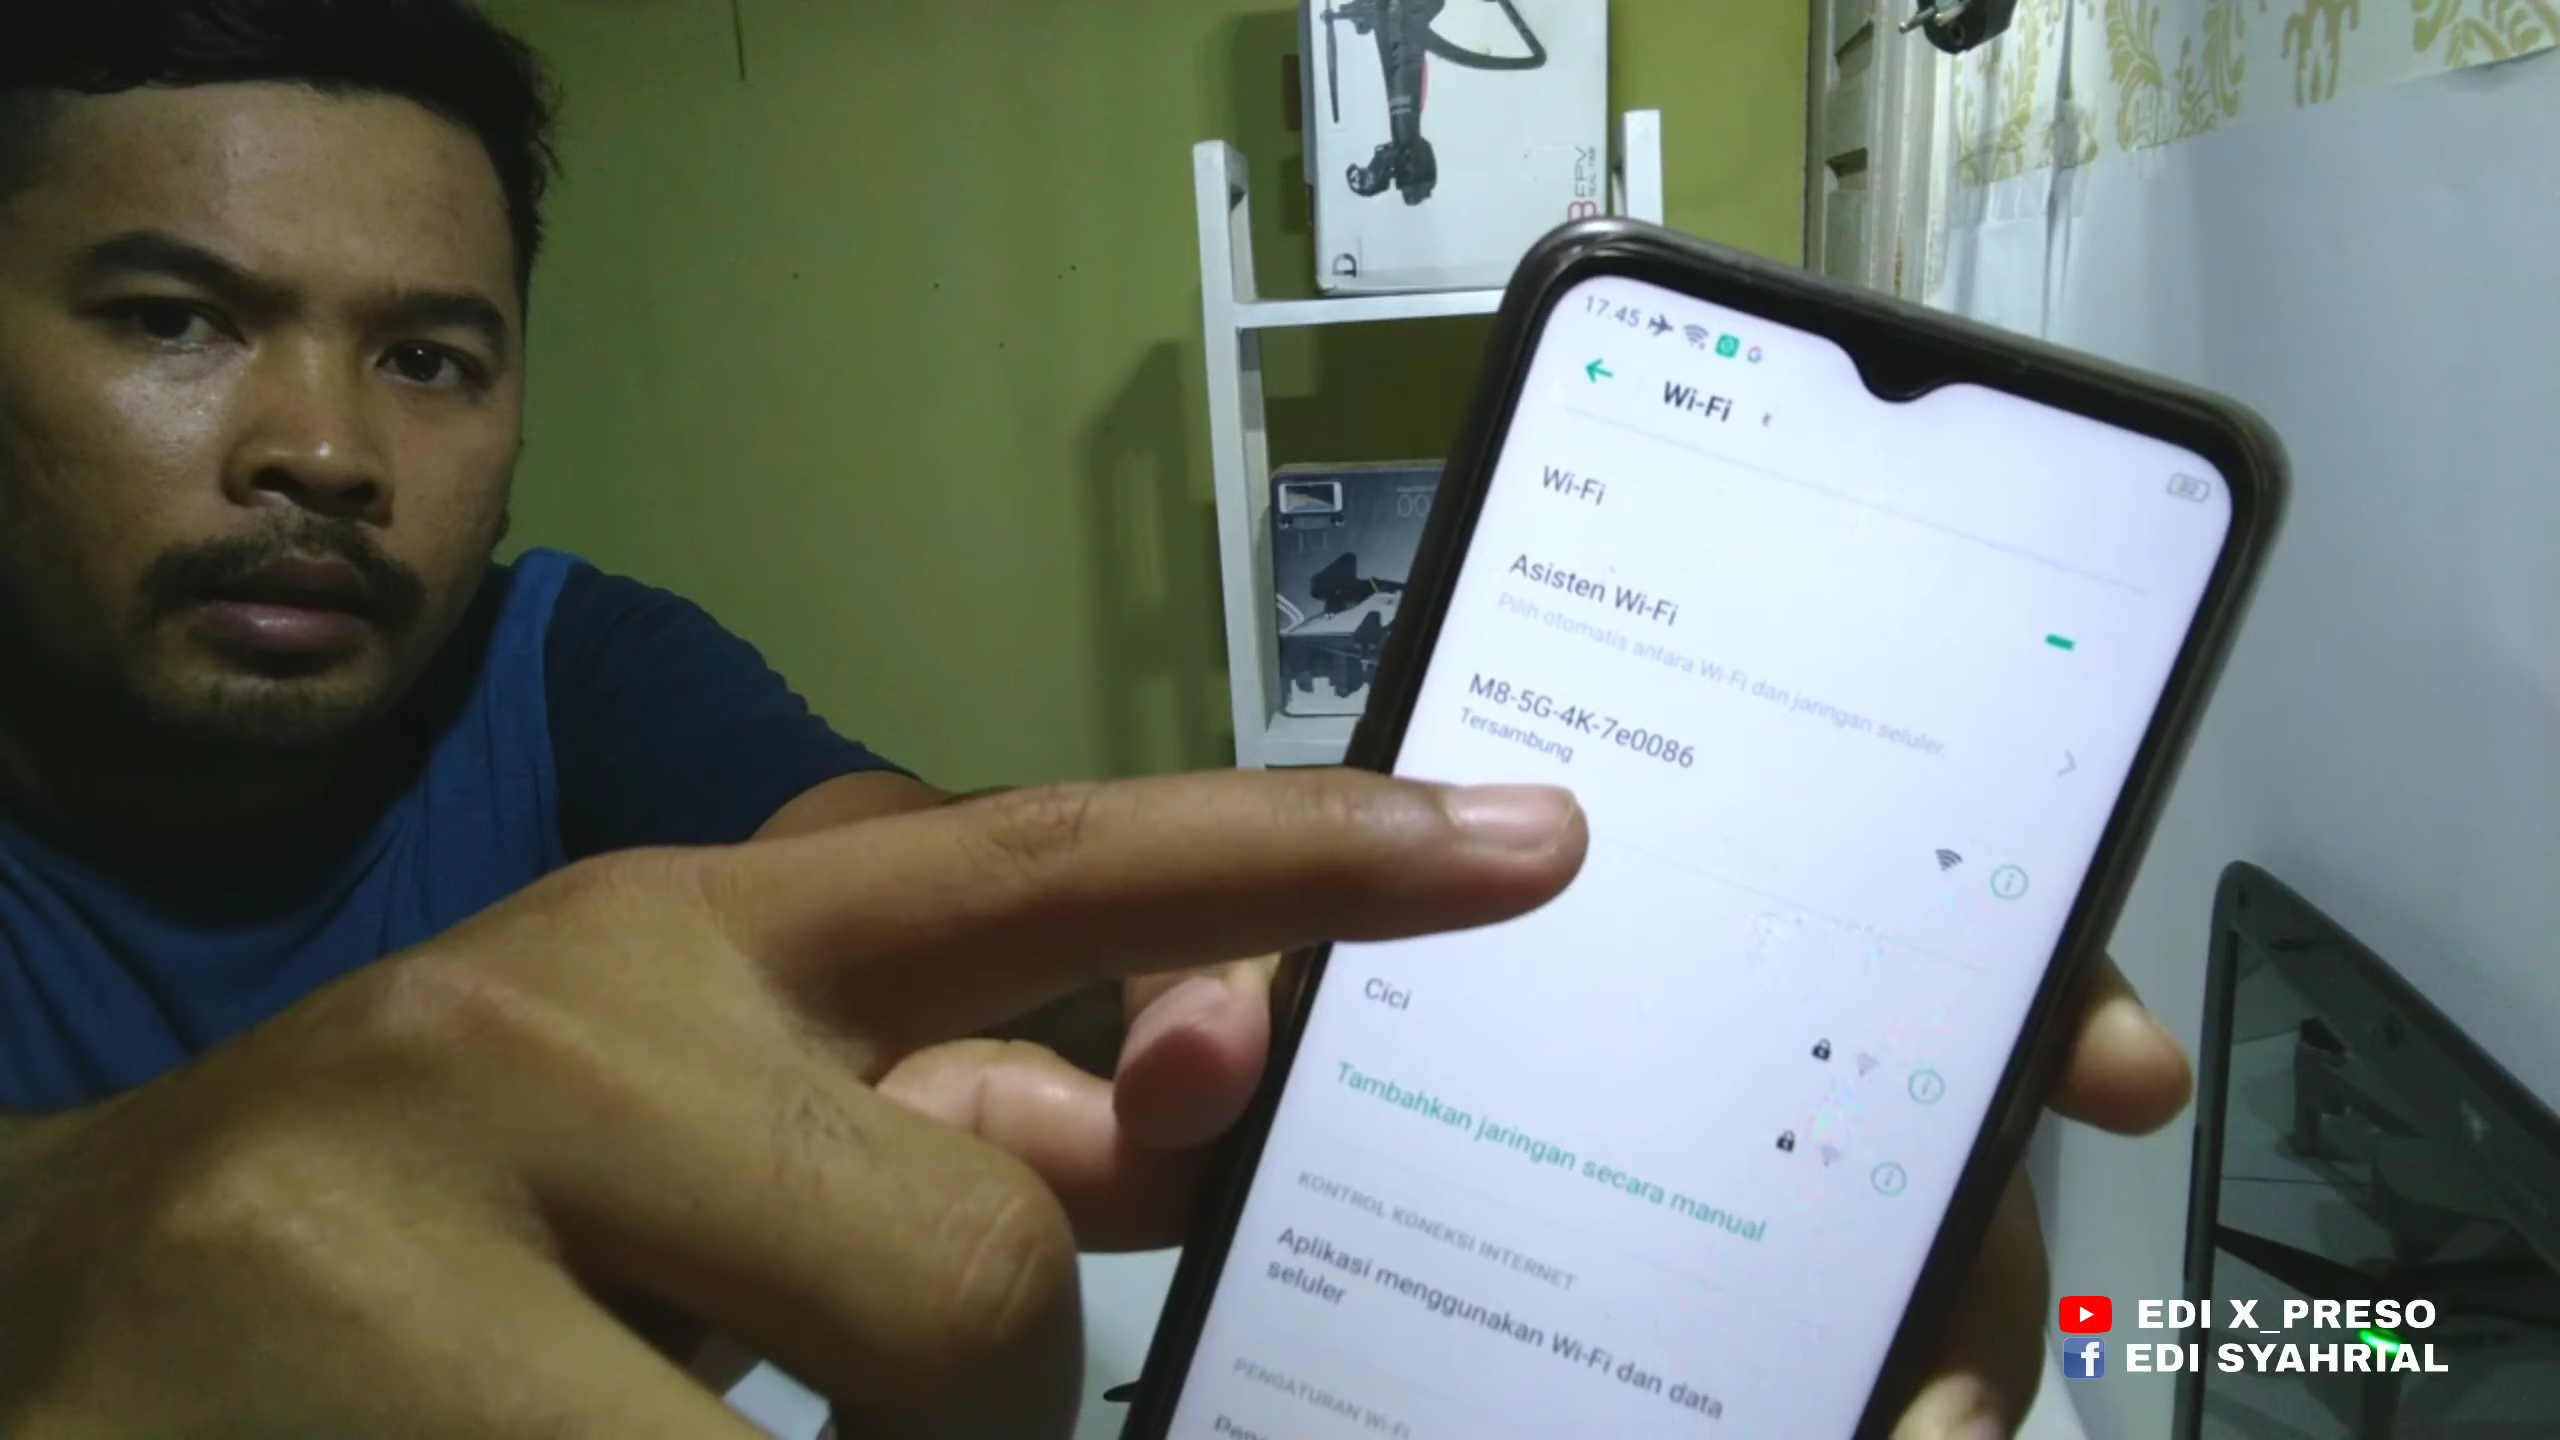 17.45
Wi-Fi
Wi-Fi
Asisten Wi-Fi
Pilih otomatis antara Wi-Fi dan jaringan seluler.
M8-5G-4K-7e0086
Tersambung
Cici
Tambahkan jaringan secara manual
KONTROL KONEKSI INTERNET
Aplikasi menggunakan Wi-Fi dan data
seluler
PENGATURAN Wi-Fi
EDI X_PRESO
EDI SYAHRIAL